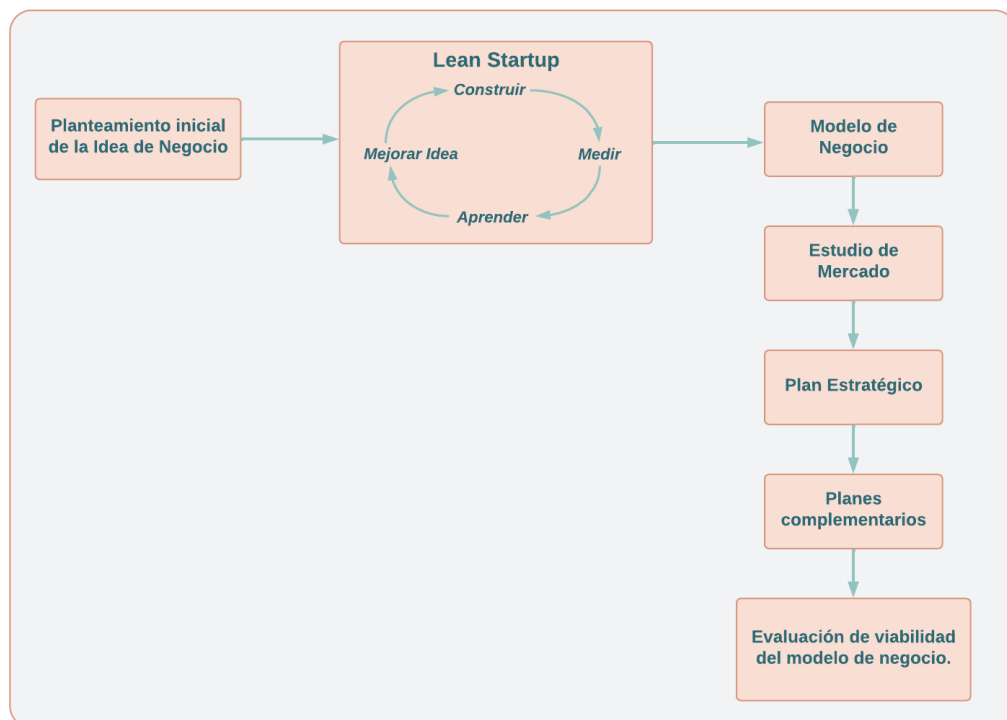 Planteamiento inicial
de la Idea de Negocio
Lean Startup
Construir
Mejorar Idea
Medir
Aprender
Modelo de
Negocio
Estudio de
Mercado
Plan Estratégico
Planes
complementarios
Evaluación de viabilidad
del modelo de negocio.